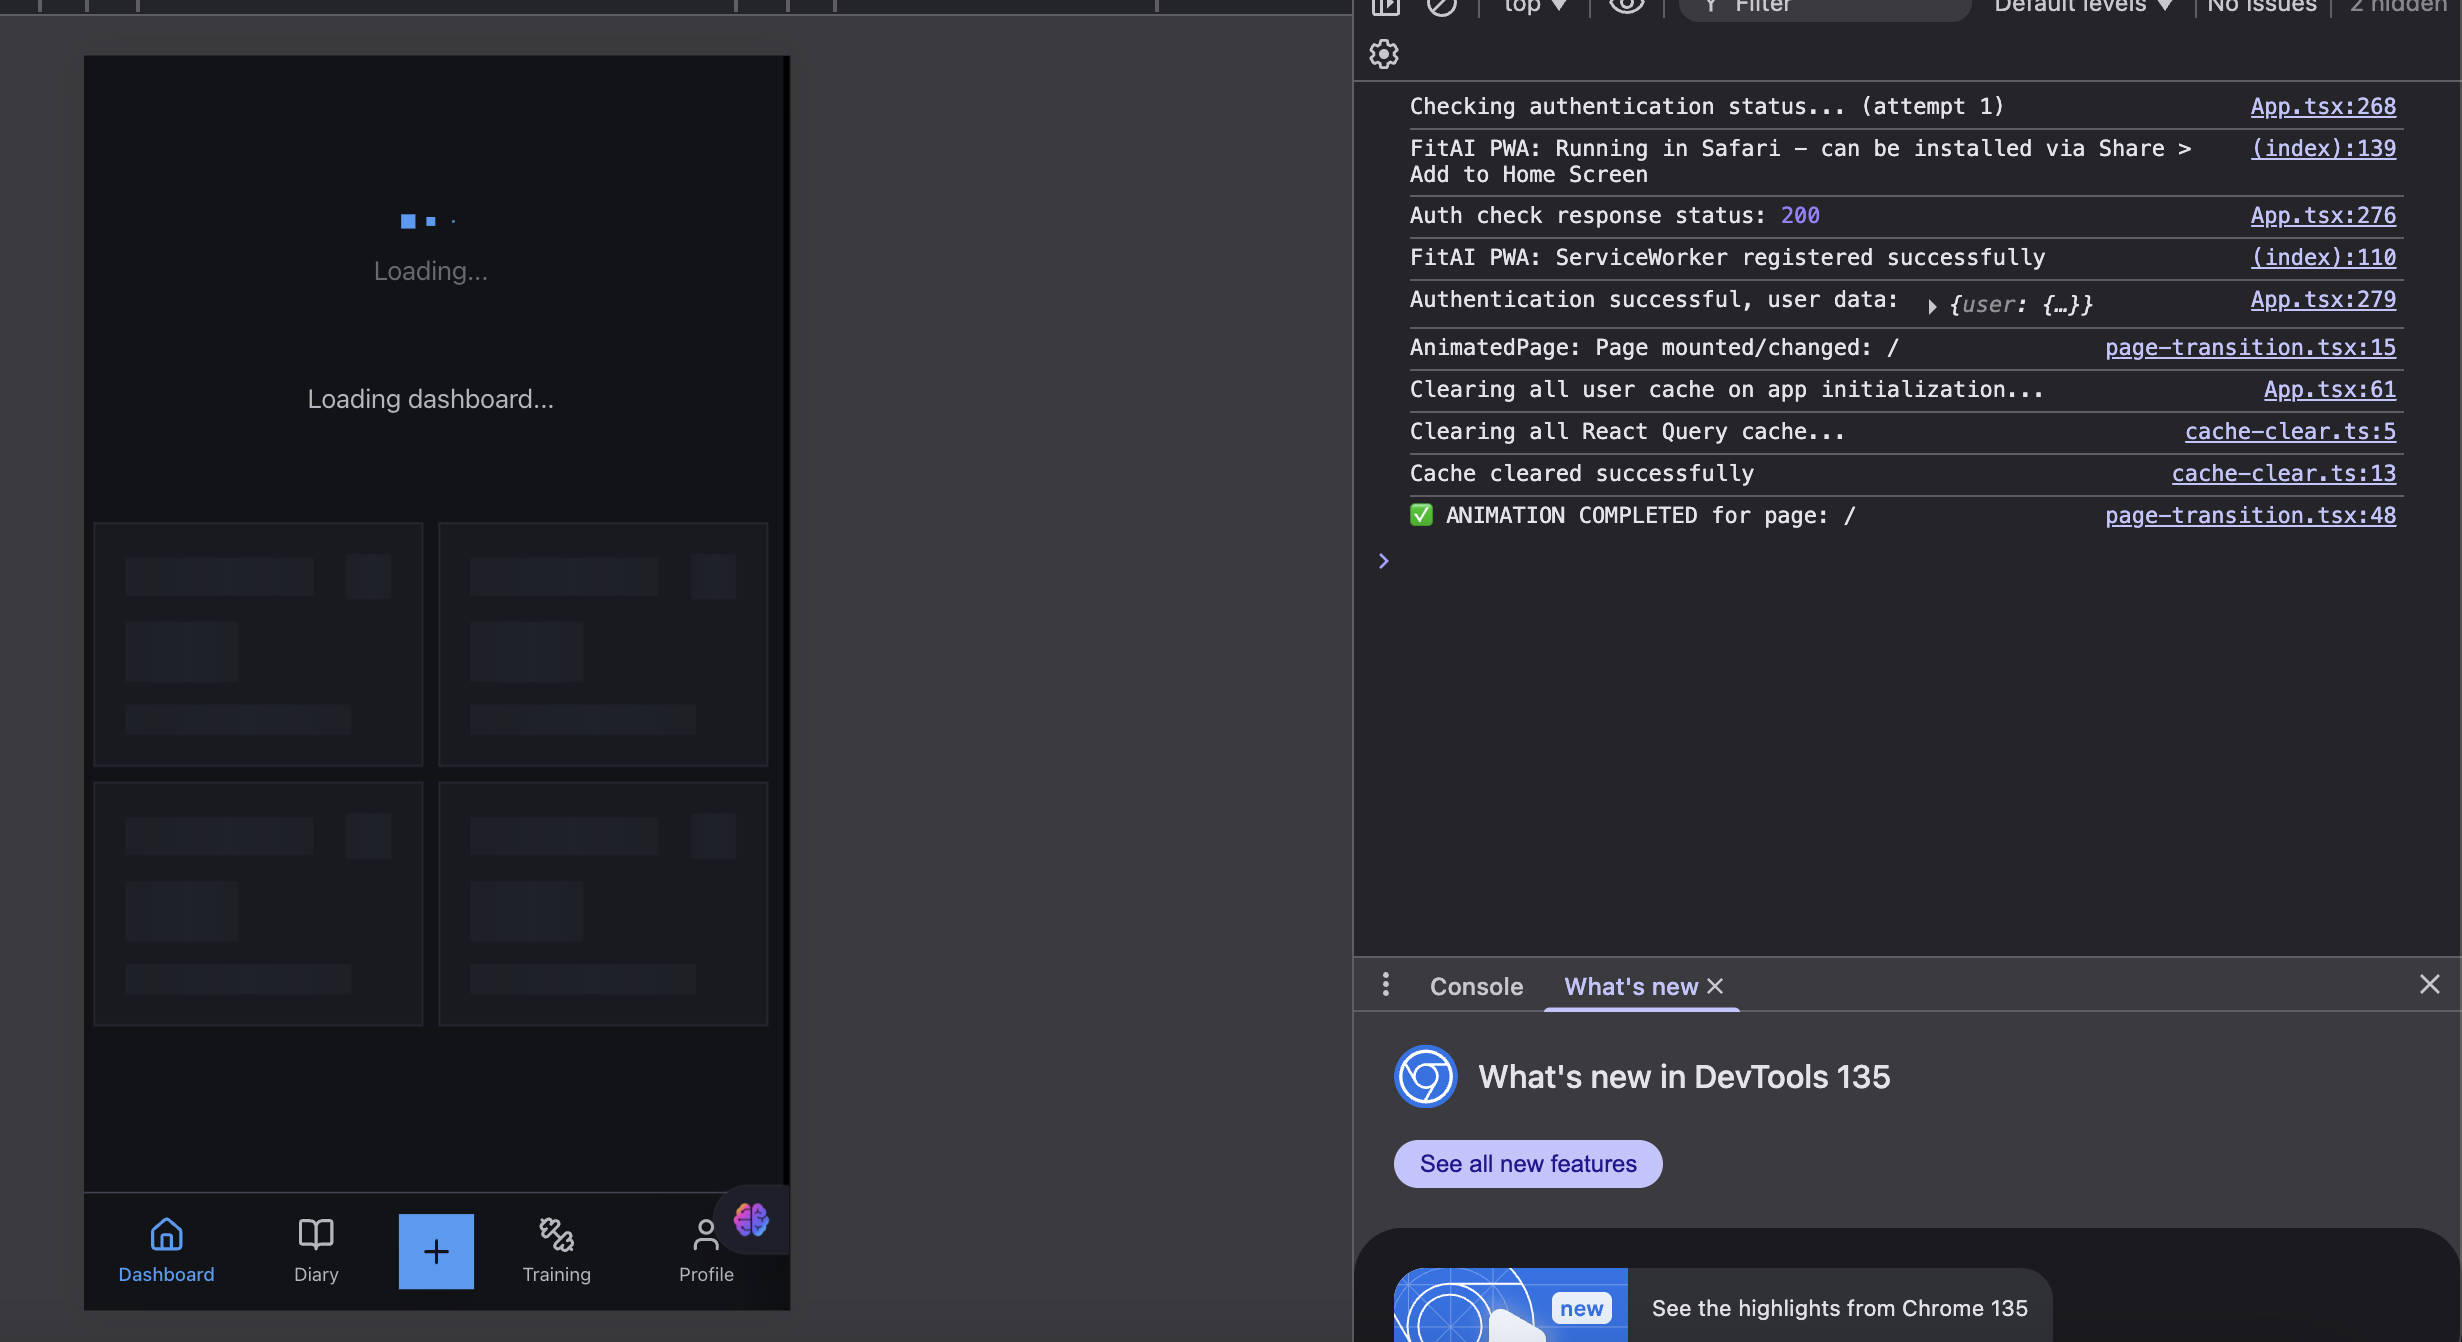 top
Filter
Default levels
No Issues
2 hidden
Loading...
Loading dashboard...
Dashboard
Diary
Training
Profile
Checking authentication status... (attempt 1) App.tsx:268
FitAI PWA: Running in Safari – can be installed via Share > (index):139
Add to Home Screen
Auth check response status: 200 App.tsx:276
FitAI PWA: ServiceWorker registered successfully (index):110
Authentication successful, user data: {user: {…}} App.tsx:279
AnimatedPage: Page mounted/changed: / page-transition.tsx:15
Clearing all user cache on app initialization... App.tsx:61
Clearing all React Query cache... cache-clear.ts:5
Cache cleared successfully cache-clear.ts:13
✅ ANIMATION COMPLETED for page: / page-transition.tsx:48
Console
What's new
What's new in DevTools 135
See all new features
new
See the highlights from Chrome 135